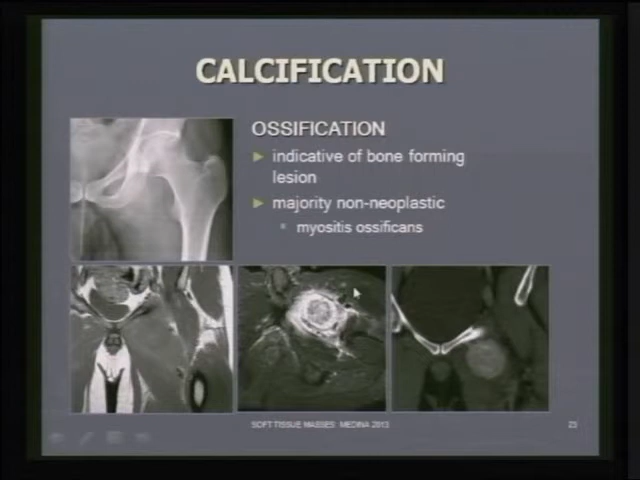 CALCIFICATION
OSSIFICATION
indicative of bone forming
lesion
majority non-neoplastic
myositis ossificans
SOFT TISSUE MASSES: MEDINA 2013
23